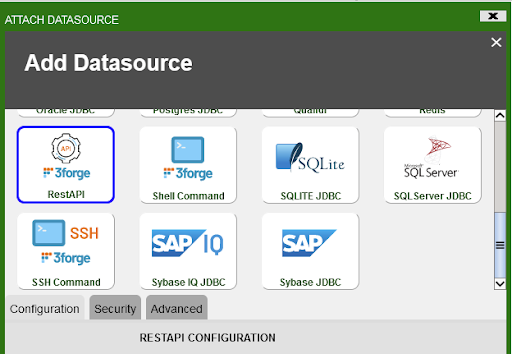 ATTACH DATASOURCE
Add Datasource
Oracle JDBC
Postgres JDBC
Quandl
Redis
API
3forge
RestAPI
3forge
Shell Command
SQLite
SQLITE JDBC
Microsoft
SQL Server
SQLServer JDBC
SSH
3forge
SSH Command
SAP IQ
Sybase IQ JDBC
SAP
Sybase JDBC
Configuration
Security
Advanced
RESTAPI CONFIGURATION